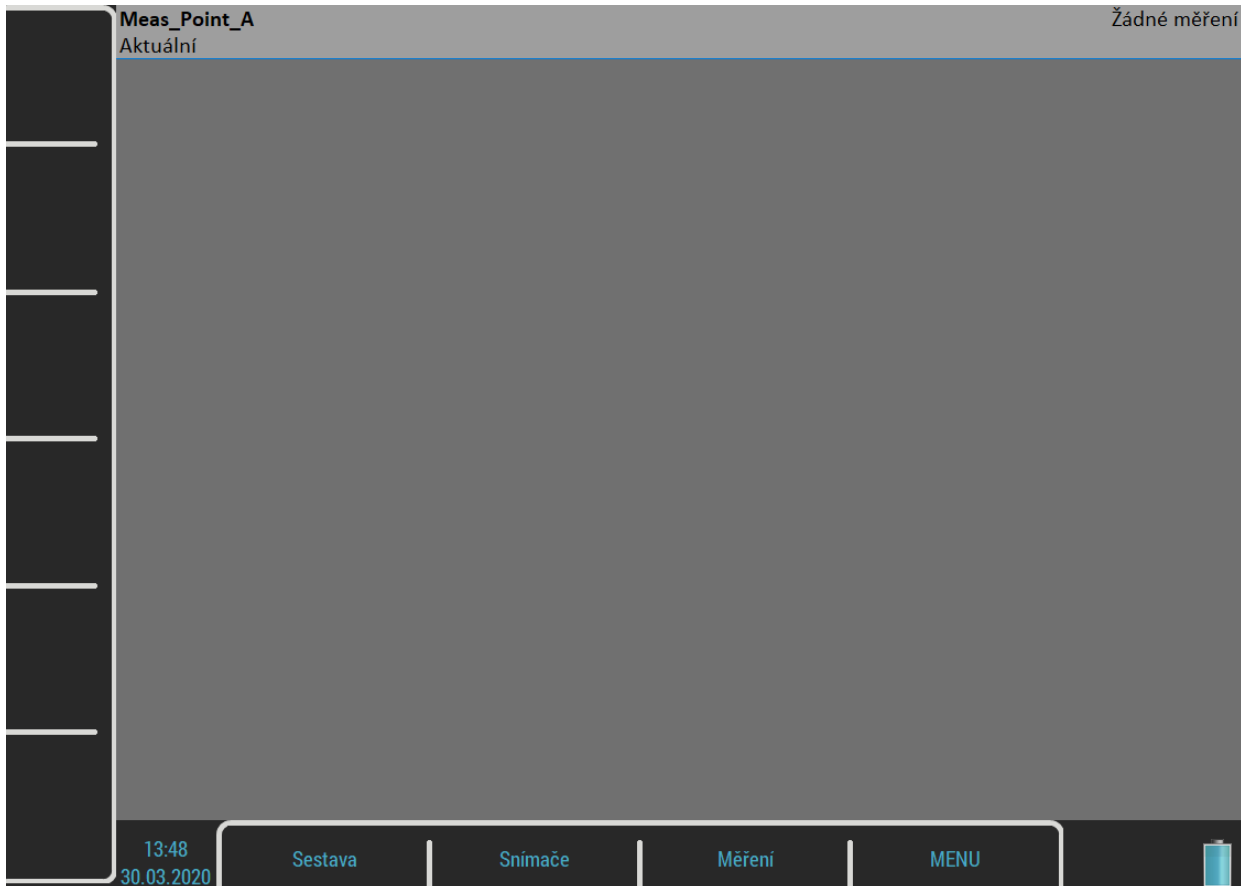 Meas_Point_A
Žádné měření
Aktuální
13:48
30.03.2020
Sestava
Snímače
Měření
MENU